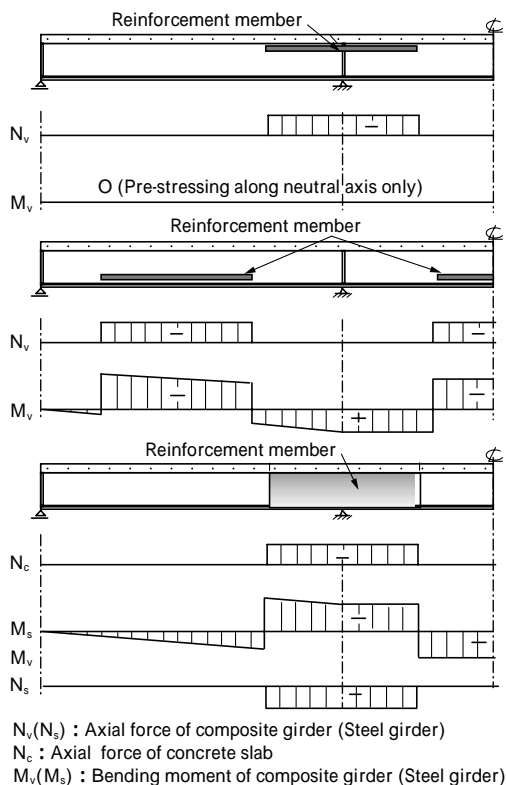 Reinforcement member
℄
Nᵥ
−
O (Pre-stressing along neutral axis only)
Mᵥ
Reinforcement member
℄
Nᵥ
− −
Mᵥ
− + −
Reinforcement member
℄
N_c
−
Mₛ
−
Mᵥ
+
Nₛ
+
Nᵥ(Nₛ) : Axial force of composite girder (Steel girder)
N_c : Axial force of concrete slab
Mᵥ(Mₛ) : Bending moment of composite girder (Steel girder)